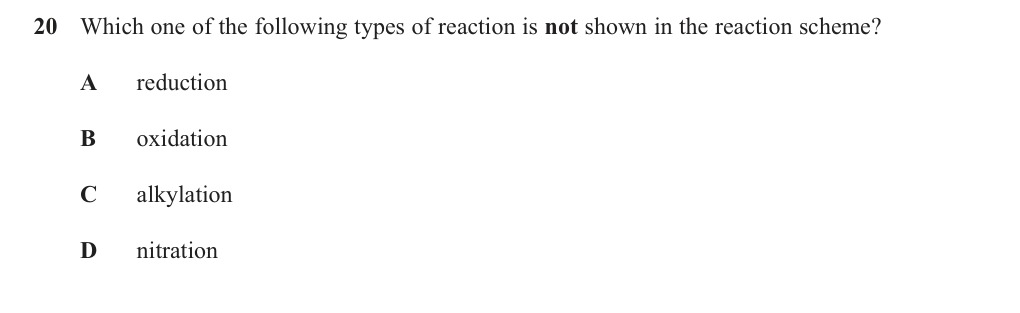 20 Which one of the following types of reaction is not shown in the reaction scheme?
A reduction
B oxidation
C alkylation
D nitration